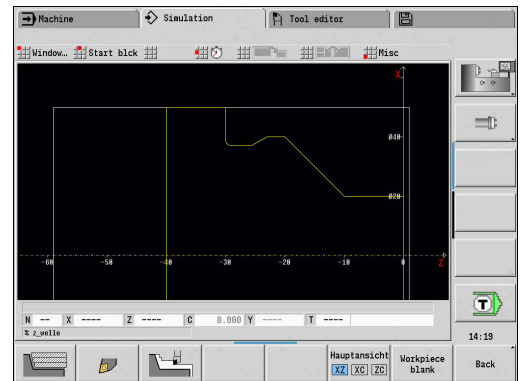 Machine Simulation Tool editor
Window... Start blck Misc
X
Ø40
Ø20
-60 -50 -40 -30 -20 -10 0 Z
N -- X ---- Z ---- C 0.000 Y ---- T ----
% z_welle
T
14:19
Hauptansicht
XZ XC ZC
Workpiece
blank
Back